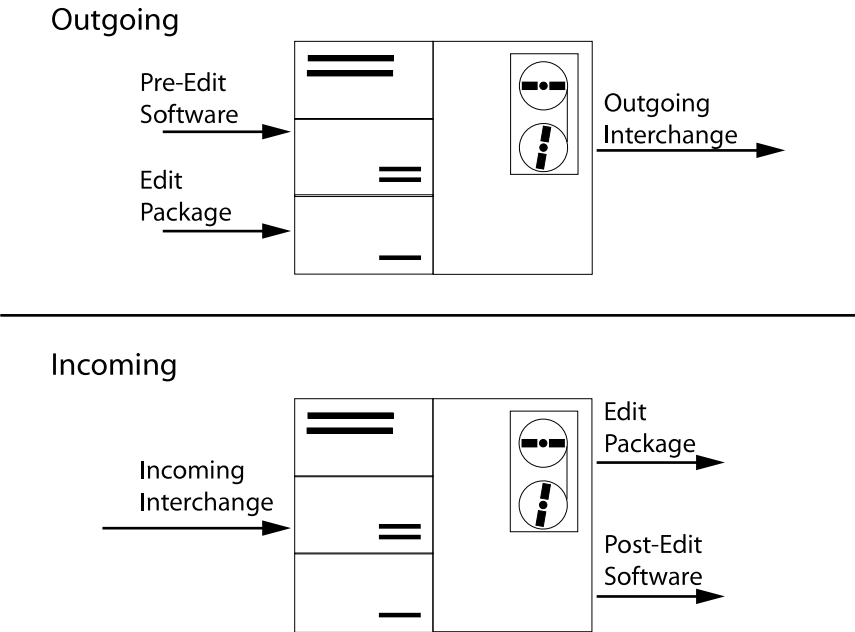 Outgoing
Pre-Edit
Software
Edit
Package
Outgoing
Interchange
Incoming
Incoming
Interchange
Edit
Package
Post-Edit
Software